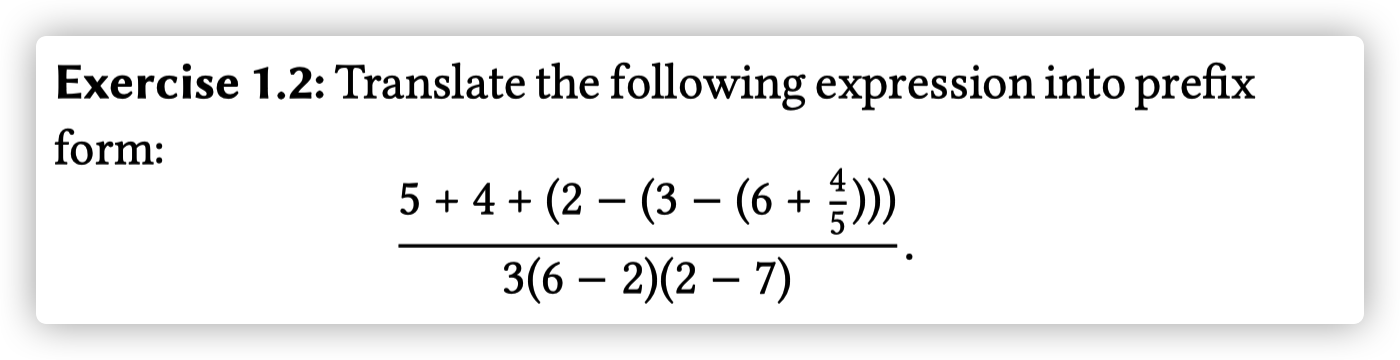 Exercise 1.2: Translate the following expression into prefix
form:
5 + 4 + (2 − (3 − (6 + 4/5)))
3(6 − 2)(2 − 7)
.